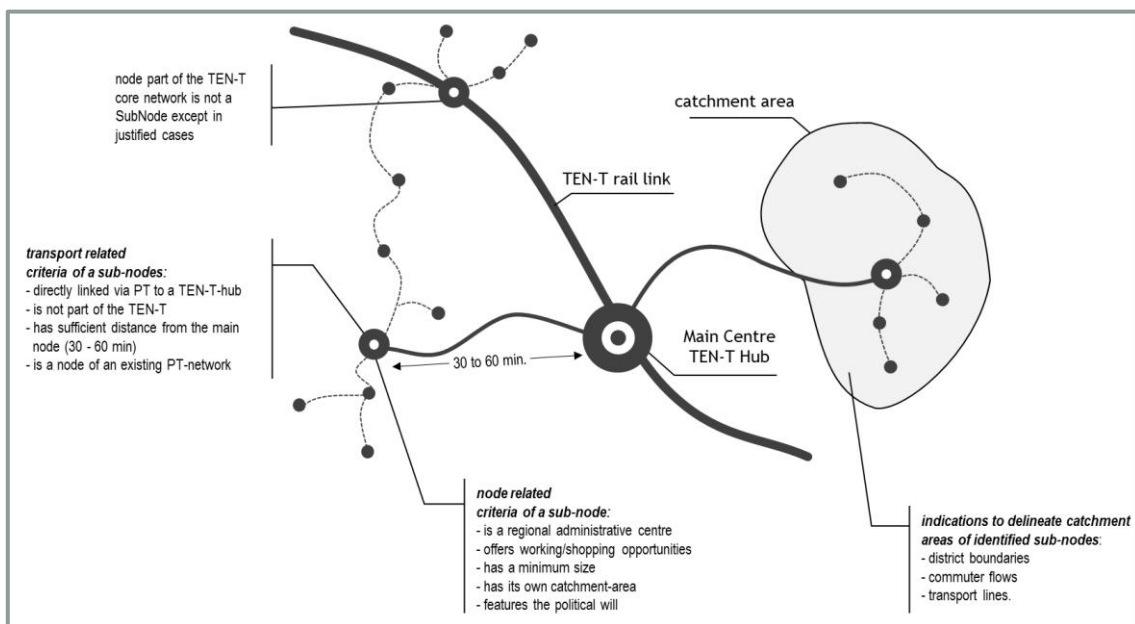 node part of the TEN-T
core network is not a
SubNode except in
justified cases
catchment area
TEN-T rail link
transport related
criteria of a sub-nodes:
- directly linked via PT to a TEN-T-hub
- is not part of the TEN-T
- has sufficient distance from the main
node (30 - 60 min)
- is a node of an existing PT-network
30 to 60 min.
Main Centre
TEN-T Hub
node related
criteria of a sub-node:
- is a regional administrative centre
- offers working/shopping opportunities
- has a minimum size
- has its own catchment-area
- features the political will
indications to delineate catchment
areas of identified sub-nodes:
- district boundaries
- commuter flows
- transport lines.